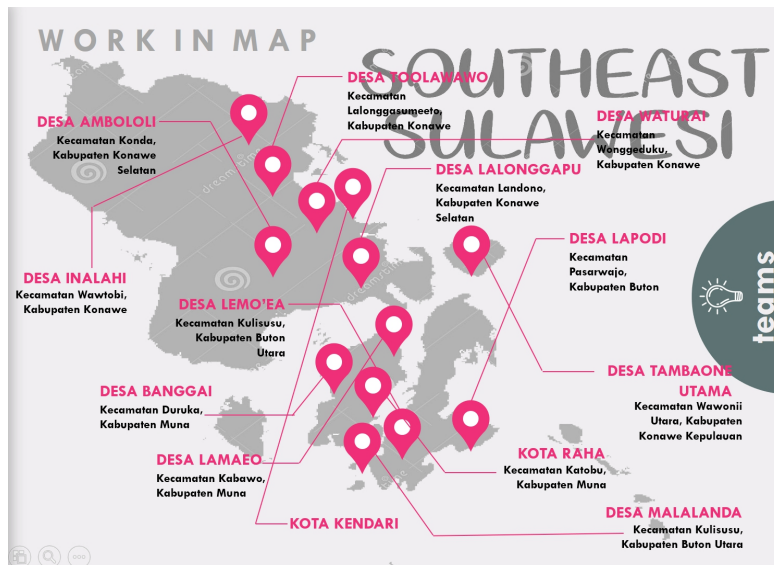 WORK IN MAP
SOUTHEAST
SULAWESI
DESA TOOLAWAWO
Kecamatan
Lalonggasumeeto,
Kabupaten Konawe
DESA AMBOLOLI
Kecamatan Konda,
Kabupaten Konawe
Selatan
DESA WATURAI
Kecamatan
Wonggeduku,
Kabupaten Konawe
DESA LALONGGAPU
Kecamatan Landono,
Kabupaten Konawe
Selatan
DESA LAPODI
Kecamatan
Pasarwajo,
Kabupaten Buton
DESA INALAHI
Kecamatan Wawtobi,
Kabupaten Konawe
DESA LEMO'EA
Kecamatan Kulisusu,
Kabupaten Buton
Utara
DESA TAMBAONE
UTAMA
Kecamatan Wawonii
Utara, Kabupaten
Konawe Kepulauan
DESA BANGGAI
Kecamatan Duruka,
Kabupaten Muna
DESA LAMAEO
Kecamatan Kabawo,
Kabupaten Muna
KOTA RAHA
Kecamatan Katobu,
Kabupaten Muna
DESA MALALANDA
Kecamatan Kulisusu,
Kabupaten Buton Utara
KOTA KENDARI
teams